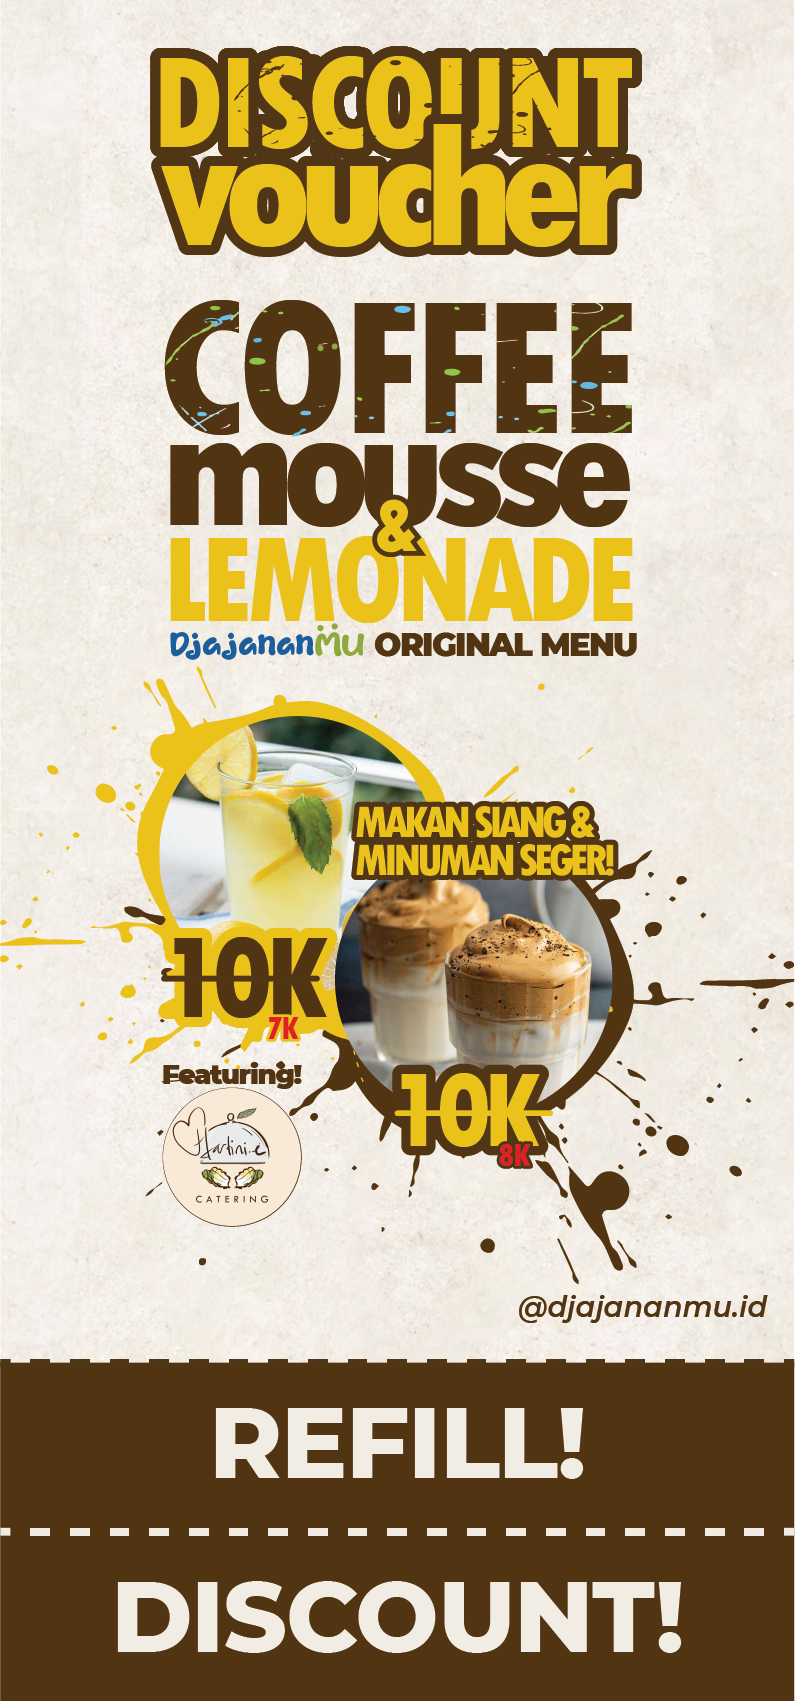 DISCOUNT
voucher
COFFEE
mousse
&
LEMONADE
DjajananMU ORIGINAL MENU
MAKAN SIANG &
MINUMAN SEGER!
10K
7K
Featuring!
Hartini.e
CATERING
10K
8K
@djajananmu.id
REFILL!
DISCOUNT!